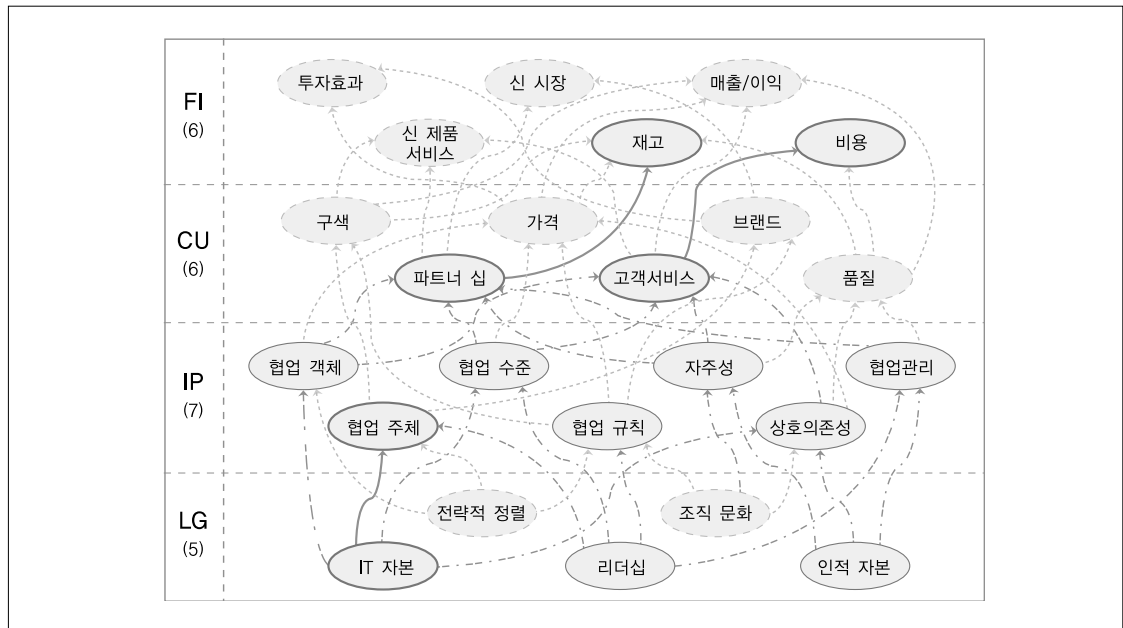 FI
(6)
투자효과
신 시장
매출/이익
신 제품
서비스
재고
비용
CU
(6)
구색
가격
브랜드
파트너 십
고객서비스
품질
IP
(7)
협업 객체
협업 수준
자주성
협업관리
협업 주체
협업 규칙
상호의존성
LG
(5)
전략적 정렬
조직 문화
IT 자본
리더십
인적 자본